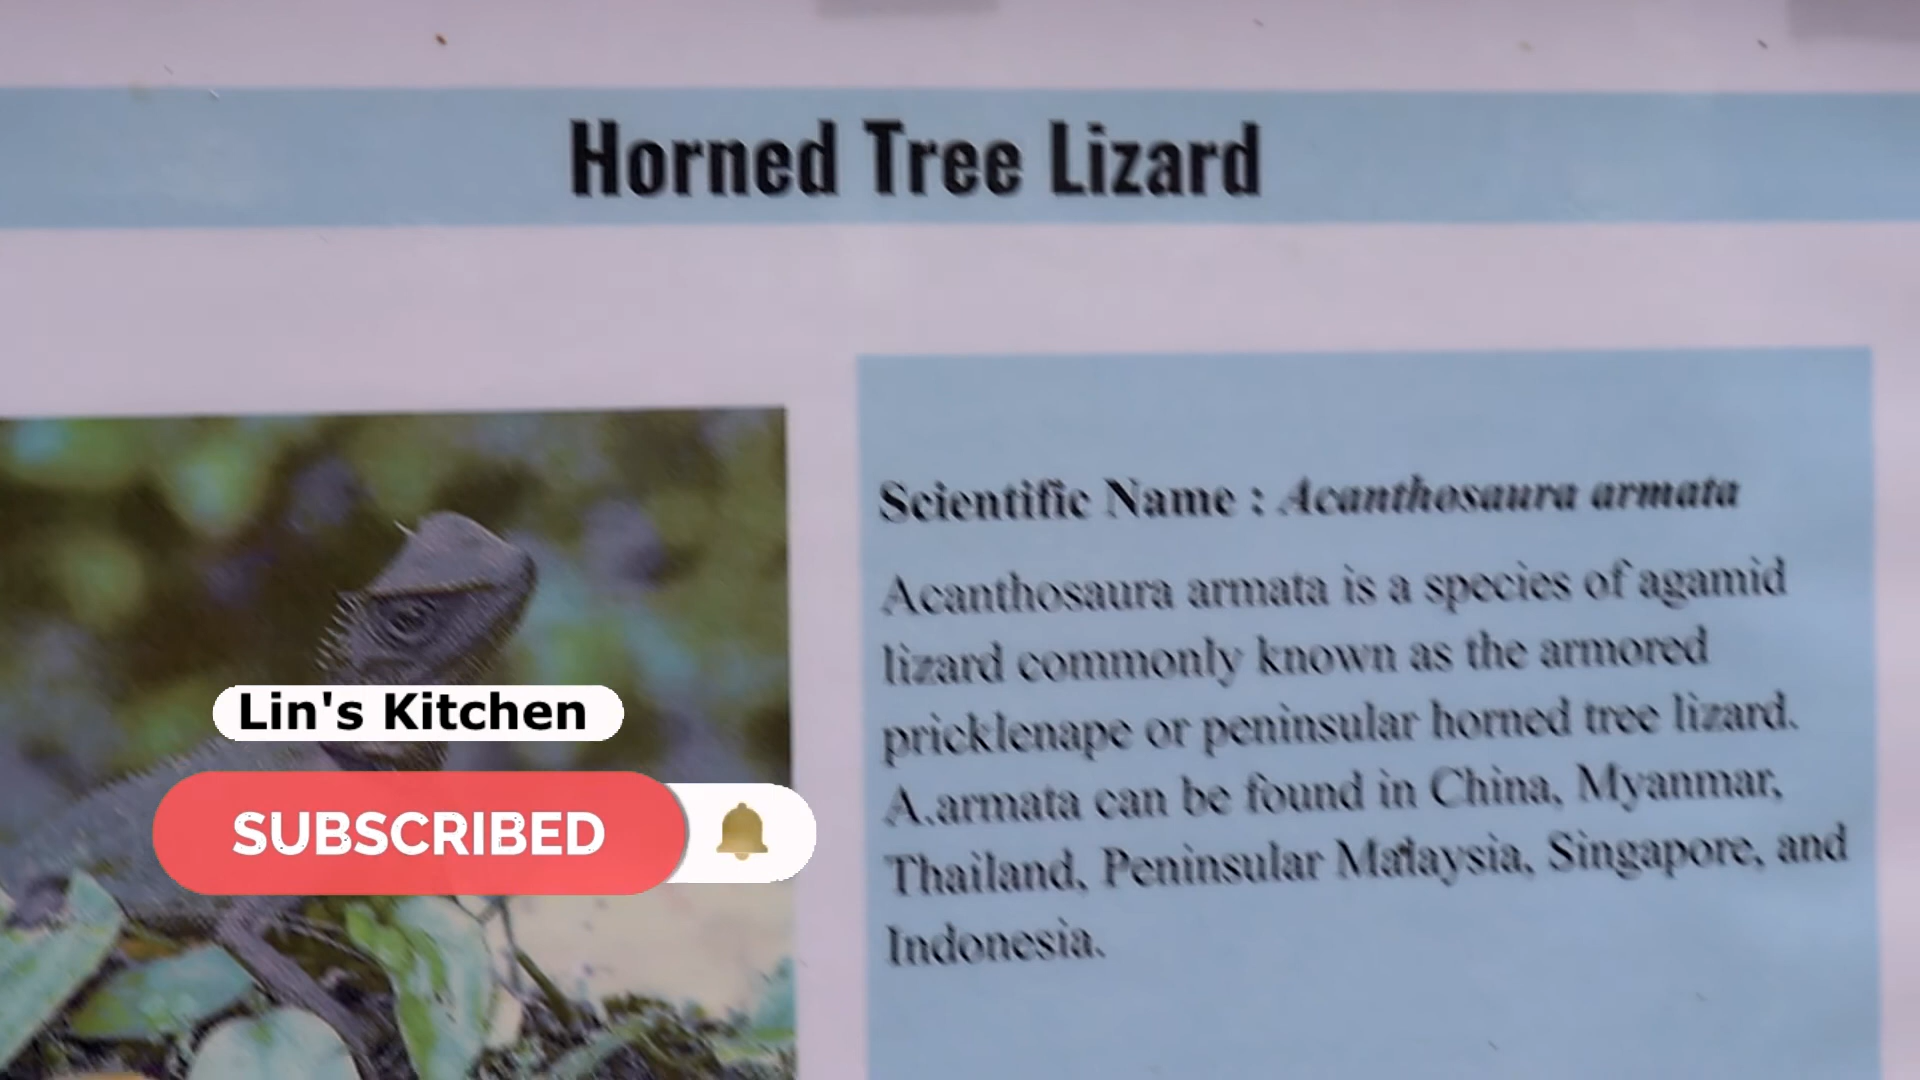 Horned Tree Lizard
Scientific Name : Acanthosaura armata
Acanthosaura armata is a species of agamid
lizard commonly known as the armored
pricklenape or peninsular horned tree lizard.
A.armata can be found in China, Myanmar,
Thailand, Peninsular Malaysia, Singapore, and
Indonesia.
Lin's Kitchen
SUBSCRIBED